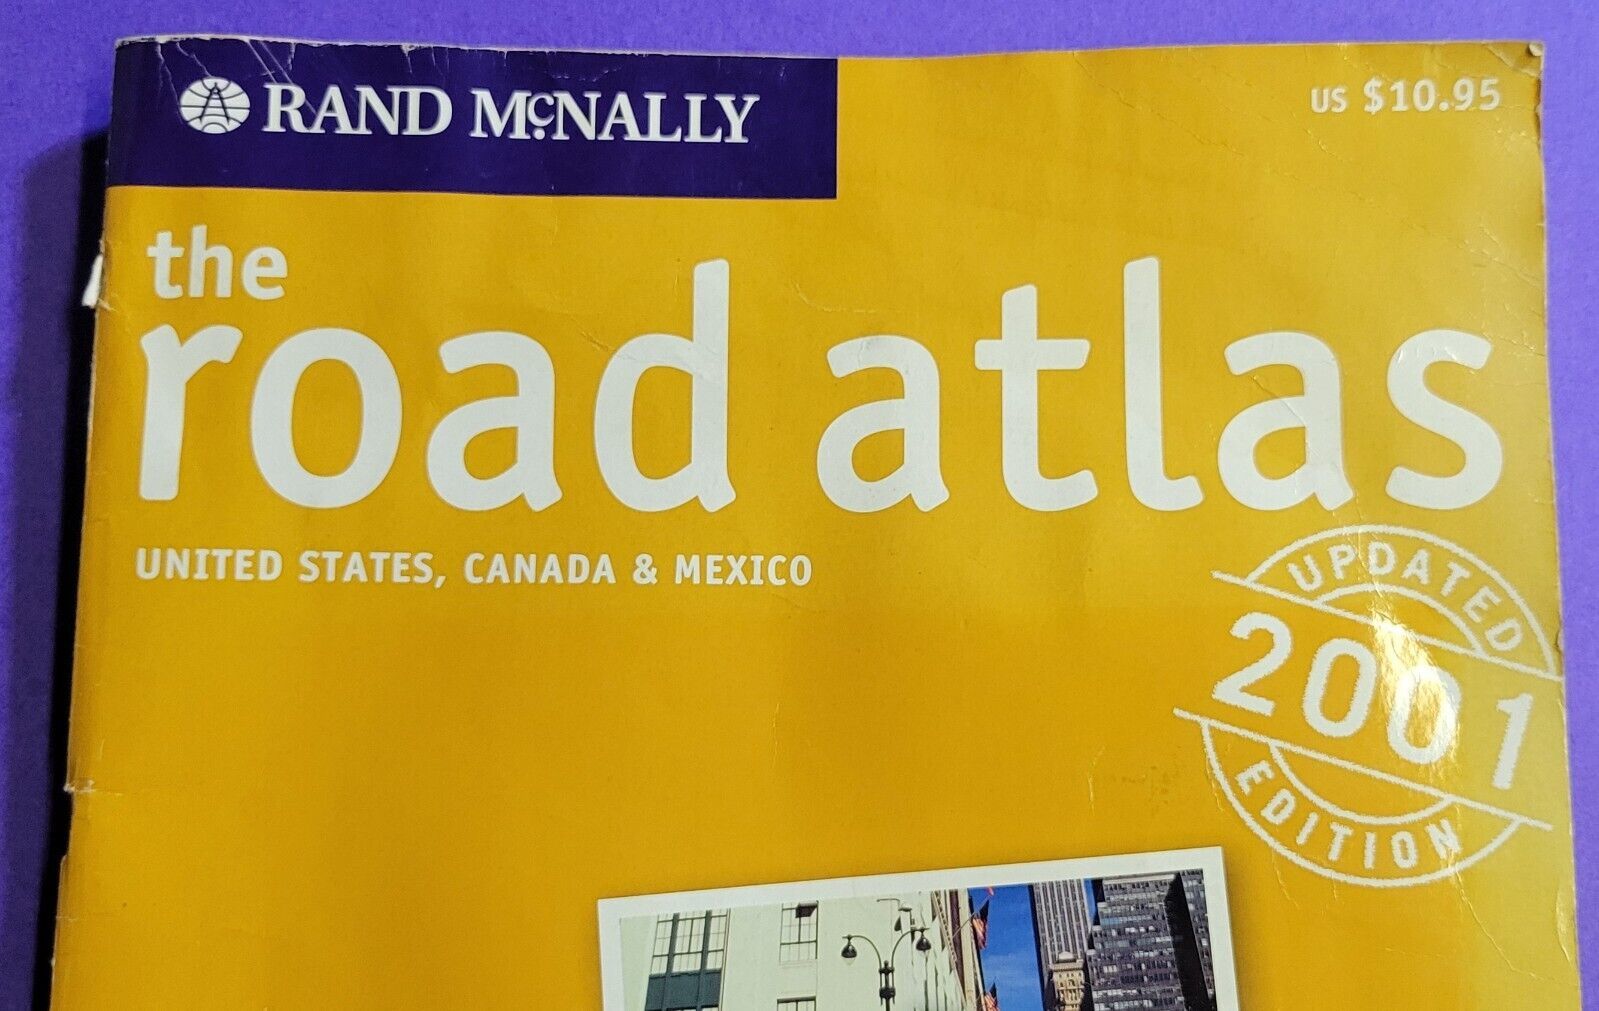 RAND McNALLY
US $10.95
the
road atlas
UNITED STATES, CANADA & MEXICO
UPDATED
2001
EDITION